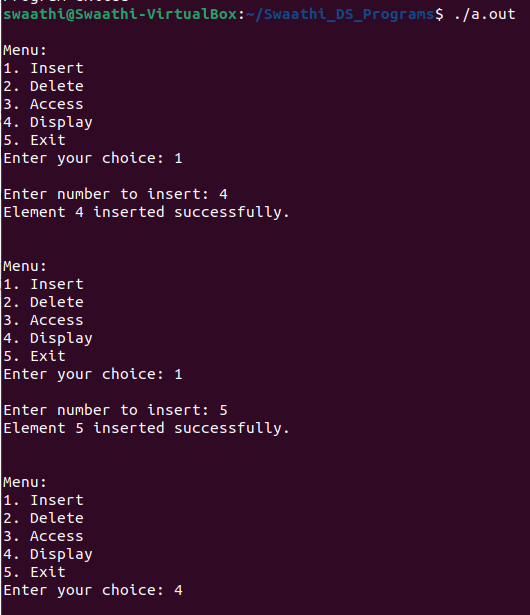 swaathi@Swaathi-VirtualBox:~/Swaathi_DS_Programs$ ./a.out
Menu:
1. Insert
2. Delete
3. Access
4. Display
5. Exit
Enter your choice: 1
Enter number to insert: 4
Element 4 inserted successfully.
Menu:
1. Insert
2. Delete
3. Access
4. Display
5. Exit
Enter your choice: 1
Enter number to insert: 5
Element 5 inserted successfully.
Menu:
1. Insert
2. Delete
3. Access
4. Display
5. Exit
Enter your choice: 4